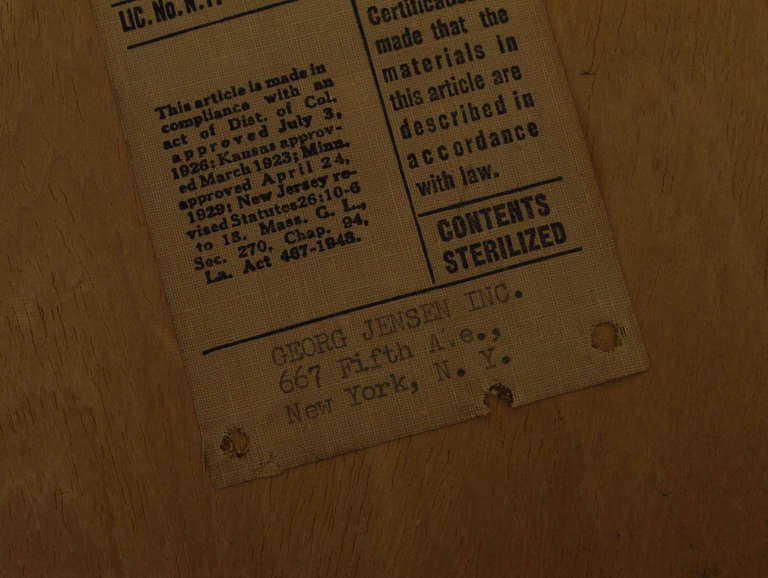 LIC. No. N.Y.
This article is made in
compliance with an
act of Dist. of Col.
approved July 3,
1926; Kansas approv-
ed March 1923; Minn.
approved April 24,
1929; New Jersey re-
vised Statutes 26:10-6
to 18. Mass. G. L.,
Sec. 270, Chap. 94,
La. Act 467-1948.
made that the
materials in
this article are
described in
accordance
with law.
CONTENTS
STERILIZED
GEORG JENSEN INC.
667 Fifth Ave.,
New York, N. Y.